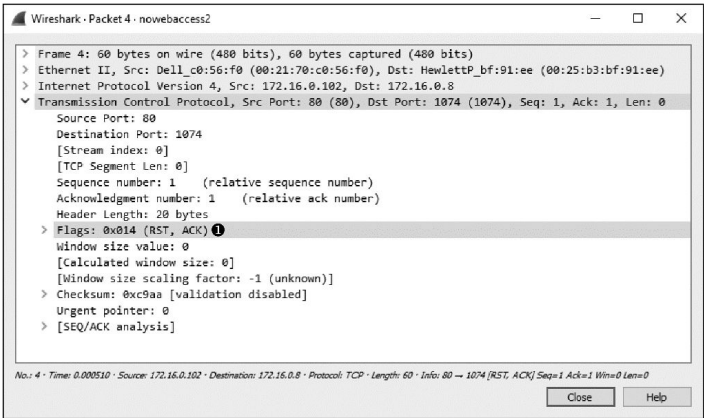 Wireshark · Packet 4 · nowebaccess2
> Frame 4: 60 bytes on wire (480 bits), 60 bytes captured (480 bits)
> Ethernet II, Src: Dell_c0:56:f0 (00:21:70:c0:56:f0), Dst: HewlettP_bf:91:ee (00:25:b3:bf:91:ee)
> Internet Protocol Version 4, Src: 172.16.0.102, Dst: 172.16.0.8
Transmission Control Protocol, Src Port: 80 (80), Dst Port: 1074 (1074), Seq: 1, Ack: 1, Len: 0
Source Port: 80
Destination Port: 1074
[Stream index: 0]
[TCP Segment Len: 0]
Sequence number: 1 (relative sequence number)
Acknowledgment number: 1 (relative ack number)
Header Length: 20 bytes
> Flags: 0x014 (RST, ACK) ❶
Window size value: 0
[Calculated window size: 0]
[Window size scaling factor: -1 (unknown)]
> Checksum: 0xc9aa [validation disabled]
Urgent pointer: 0
> [SEQ/ACK analysis]
No.: 4 · Time: 0.000510 · Source: 172.16.0.102 · Destination: 172.16.0.8 · Protocol: TCP · Length: 60 · Info: 80 → 1074 [RST, ACK] Seq=1 Ack=1 Win=0 Len=0
Close Help